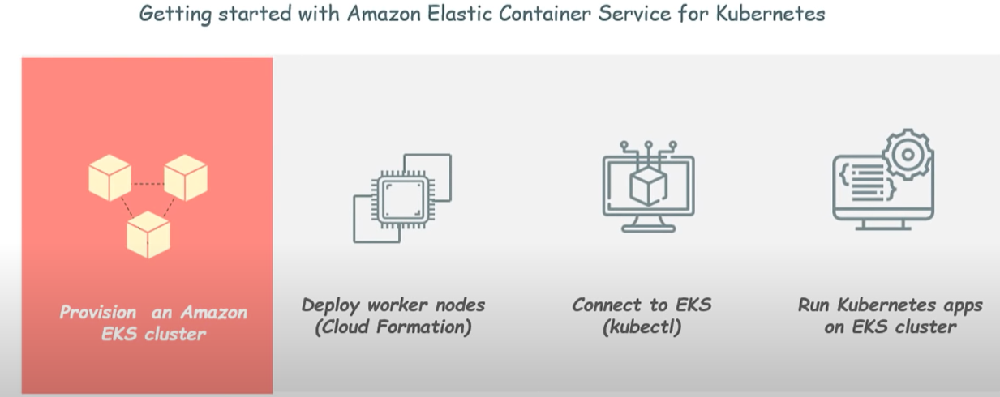 Getting started with Amazon Elastic Container Service for Kubernetes
Provision an Amazon
EKS cluster
Deploy worker nodes
(Cloud Formation)
Connect to EKS
(kubectl)
Run Kubernetes apps
on EKS cluster